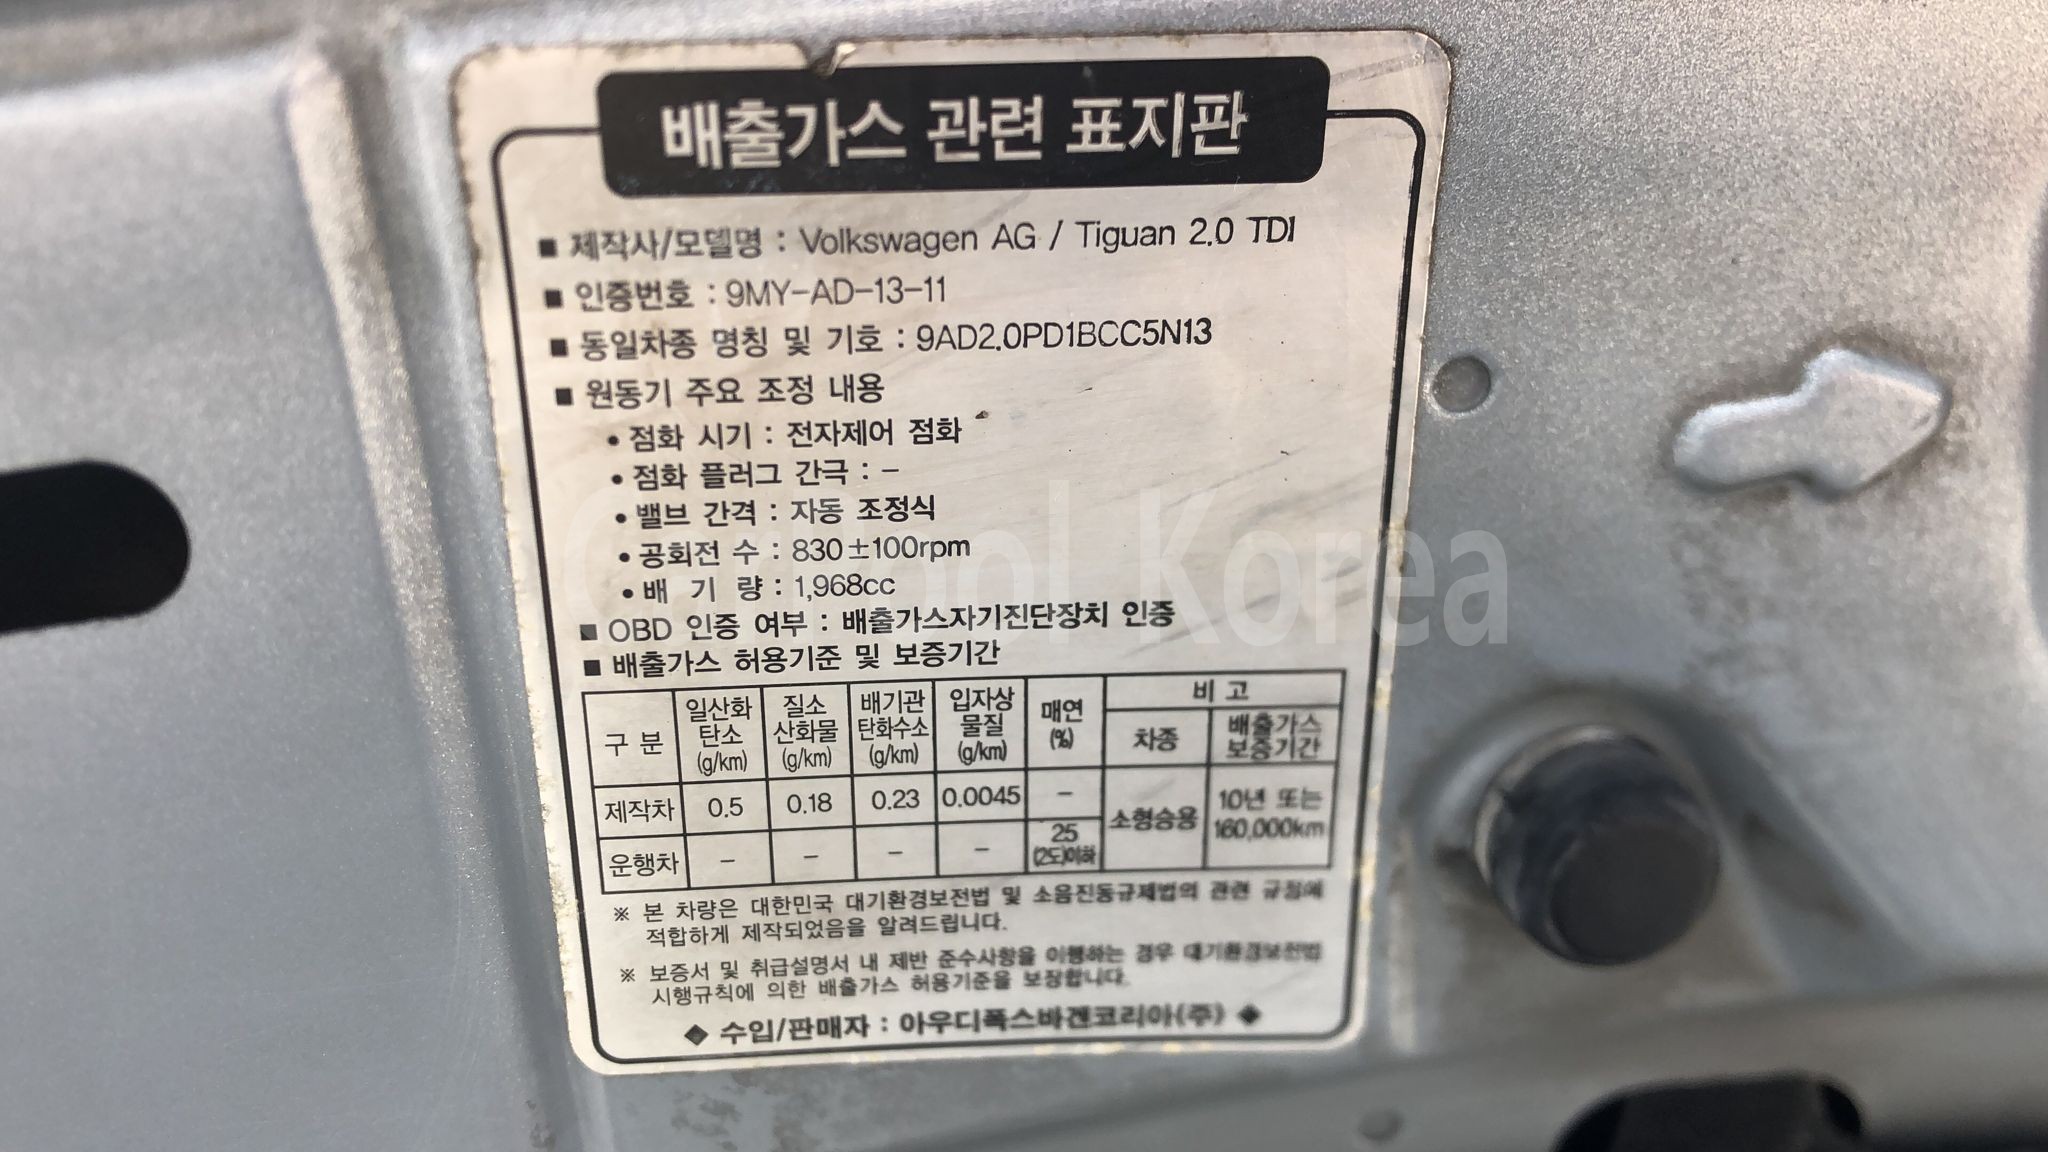 배출가스 관련 표지판
■ 제작사/모델명 : Volkswagen AG / Tiguan 2.0 TDI
■ 인증번호 : 9MY-AD-13-11
■ 동일차종 명칭 및 기호 : 9AD2.0PD1BCC5N13
■ 원동기 주요 조정 내용
• 점화 시기 : 전자제어 점화
• 점화 플러그 간극 : -
• 밸브 간격 : 자동 조정식
• 공회전 수 : 830±100rpm
• 배 기 량 : 1,968cc
■ OBD 인증 여부 : 배출가스자기진단장치 인증
■ 배출가스 허용기준 및 보증기간
구 분 일산화탄소 (g/km) 질소산화물 (g/km) 배기관탄화수소 (g/km) 입자상물질 (g/km) 매연 (%) 비 고
차종 배출가스 보증기간
제작차 0.5 0.18 0.23 0.0045 - 소형승용 10년 또는 160,000km
운행차 - - - - 25 (2도)이하
※ 본 차량은 대한민국 대기환경보전법 및 소음진동규제법의 관련 규정에
적합하게 제작되었음을 알려드립니다.
※ 보증서 및 취급설명서 내 제반 준수사항을 이행하는 경우 대기환경보전법
시행규칙에 의한 배출가스 허용기준을 보장합니다.
◆ 수입/판매자 : 아우디폭스바겐코리아(주) ◆
Korea